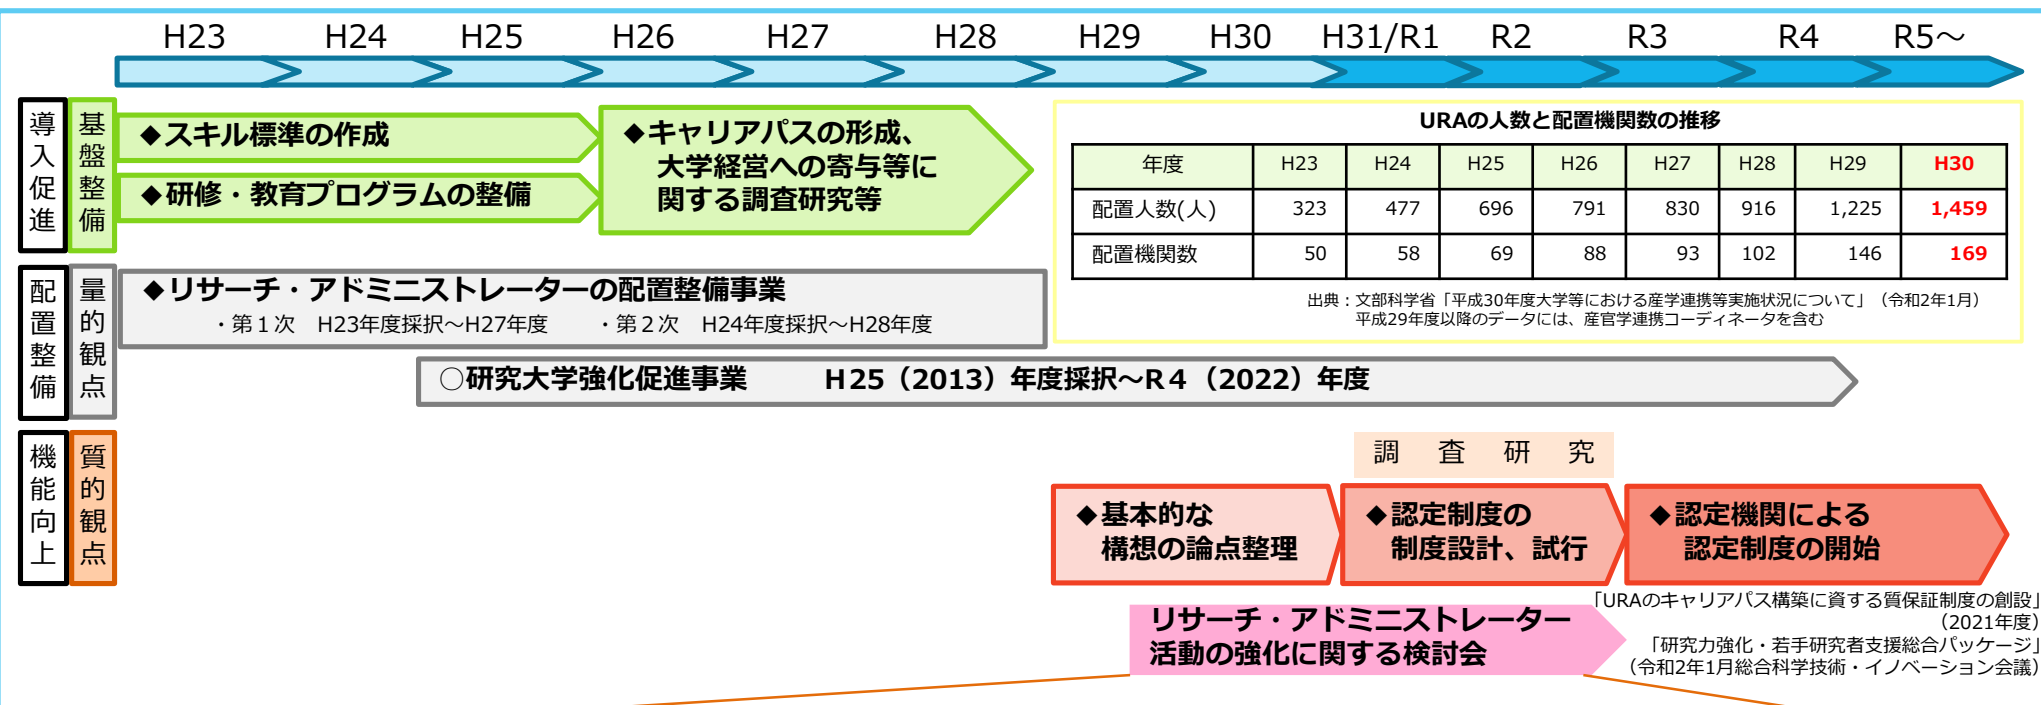 H23 H24 H25 H26 H27 H28 H29 H30 H31/R1 R2 R3 R4 R5～
導入促進
基盤整備
◆スキル標準の作成
◆研修・教育プログラムの整備
◆キャリアパスの形成、
大学経営への寄与等に
関する調査研究等
URAの人数と配置機関数の推移
年度 H23 H24 H25 H26 H27 H28 H29 H30
配置人数(人) 323 477 696 791 830 916 1,225 1,459
配置機関数 50 58 69 88 93 102 146 169
出典：文部科学省「平成30年度大学等における産学連携等実施状況について」（令和2年1月）
平成29年度以降のデータには、産官学連携コーディネータを含む
配置整備
量的観点
◆リサーチ・アドミニストレーターの配置整備事業
・第１次　H23年度採択～H27年度　　・第２次　H24年度採択～H28年度
○研究大学強化促進事業　　　H25（2013）年度採択～R４（2022）年度
機能向上
質的観点
調　査　研　究
◆基本的な
構想の論点整理
◆認定制度の
制度設計、試行
◆認定機関による
認定制度の開始
リサーチ・アドミニストレーター
活動の強化に関する検討会
「URAのキャリアパス構築に資する質保証制度の創設」
（2021年度）
「研究力強化・若手研究者支援総合パッケージ」
（令和2年1月総合科学技術・イノベーション会議）